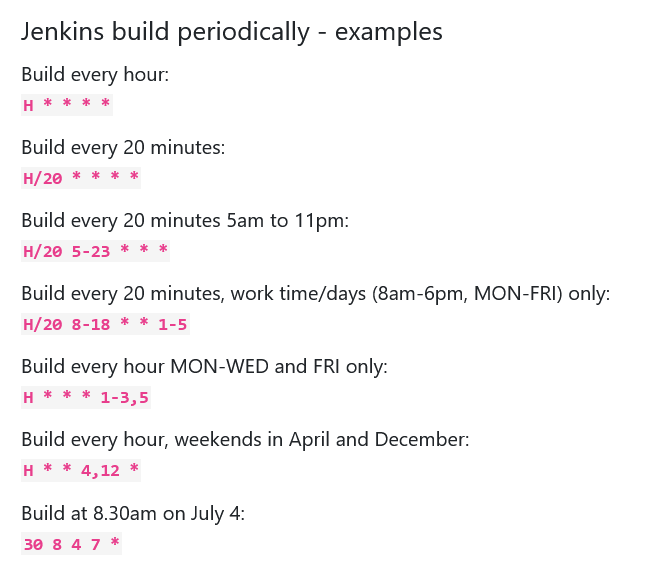 Jenkins build periodically - examples
Build every hour:
H * * * *
Build every 20 minutes:
H/20 * * * *
Build every 20 minutes 5am to 11pm:
H/20 5-23 * * *
Build every 20 minutes, work time/days (8am-6pm, MON-FRI) only:
H/20 8-18 * * 1-5
Build every hour MON-WED and FRI only:
H * * * 1-3,5
Build every hour, weekends in April and December:
H * * 4,12 *
Build at 8.30am on July 4:
30 8 4 7 *